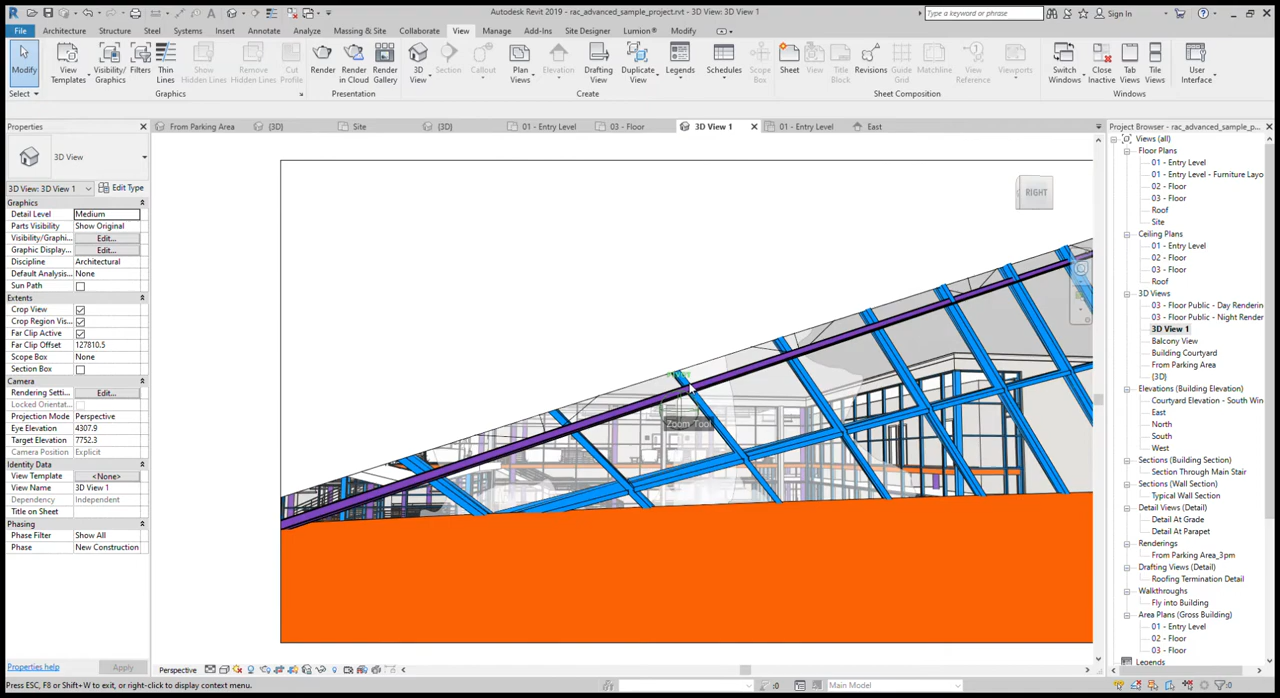 Autodesk Revit 2019 - rac_advanced_sample_project.rvt - 3D View: 3D View 1
Type a keyword or phrase
Sign In
File Architecture Structure Steel Systems Insert Annotate Analyze Massing & Site Collaborate View Manage Add-Ins Site Designer Lumion® Modify
Modify
View Templates
Visibility/ Graphics
Filters
Thin Lines
Show Hidden Lines
Remove Hidden Lines
Cut Profile
Render
Render in Cloud
Render Gallery
3D View
Section
Callout
Plan Views
Elevation
Drafting View
Duplicate View
Legends
Schedules
Scope Box
Sheet
View
Title Block
Revisions
Guide Grid
Matchline
View Reference
Viewports
Switch Windows
Close Inactive
Tab Views
Tile Views
User Interface
Select
Graphics
Presentation
Create
Sheet Composition
Windows
Properties
From Parking Area
{3D}
Site
{3D}
01 - Entry Level
03 - Floor
3D View 1
01 - Entry Level
East
Project Browser - rac_advanced_sample_p...
3D View
3D View: 3D View 1
Edit Type
Graphics
Detail Level Medium
Parts Visibility Show Original
Visibility/Graphi... Edit...
Graphic Display... Edit...
Discipline Architectural
Default Analysis... None
Sun Path
Extents
Crop View
Crop Region Vis...
Far Clip Active
Far Clip Offset 127810.5
Scope Box None
Section Box
Camera
Rendering Setti... Edit...
Locked Orientat...
Projection Mode Perspective
Eye Elevation 4307.9
Target Elevation 7752.3
Camera Position Explicit
Identity Data
View Template <None>
View Name 3D View 1
Dependency Independent
Title on Sheet
Phasing
Phase Filter Show All
Phase New Construction
Properties help
Apply
RIGHT
PIVOT
Zoom Tool
Views (all)
Floor Plans
01 - Entry Level
01 - Entry Level - Furniture Layo
02 - Floor
03 - Floor
Roof
Site
Ceiling Plans
01 - Entry Level
02 - Floor
03 - Floor
Roof
3D Views
03 - Floor Public - Day Renderin
03 - Floor Public - Night Render
3D View 1
Balcony View
Building Courtyard
From Parking Area
{3D}
Elevations (Building Elevation)
Courtyard Elevation - South Win
East
North
South
West
Sections (Building Section)
Section Through Main Stair
Sections (Wall Section)
Typical Wall Section
Detail Views (Detail)
Detail At Grade
Detail At Parapet
Renderings
From Parking Area_3pm
Drafting Views (Detail)
Roofing Termination Detail
Walkthroughs
Fly into Building
Area Plans (Gross Building)
01 - Entry Level
02 - Floor
03 - Floor
Legends
Perspective
Press ESC, F8 or Shift+W to exit, or right-click to display context menu.
:0
Main Model
:0